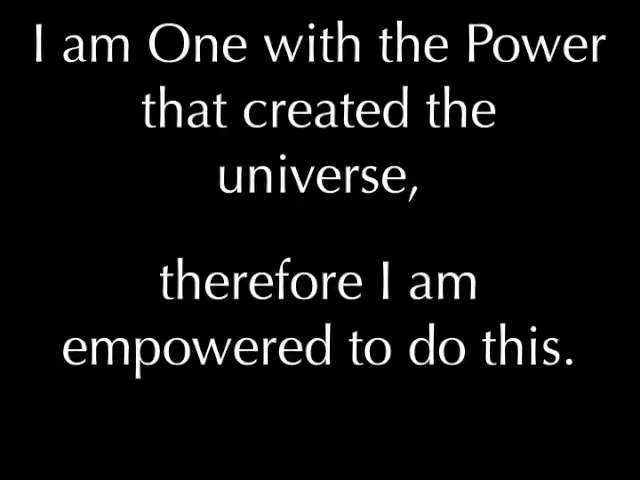 I am One with the Power
that created the
universe,
therefore I am
empowered to do this.